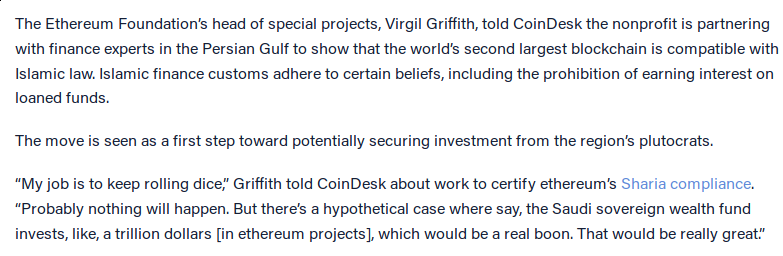 The Ethereum Foundation's head of special projects, Virgil Griffith, told CoinDesk the nonprofit is partnering
with finance experts in the Persian Gulf to show that the world's second largest blockchain is compatible with
Islamic law. Islamic finance customs adhere to certain beliefs, including the prohibition of earning interest on
loaned funds.
The move is seen as a first step toward potentially securing investment from the region's plutocrats.
“My job is to keep rolling dice,” Griffith told CoinDesk about work to certify ethereum's Sharia compliance.
“Probably nothing will happen. But there's a hypothetical case where say, the Saudi sovereign wealth fund
invests, like, a trillion dollars [in ethereum projects], which would be a real boon. That would be really great.”